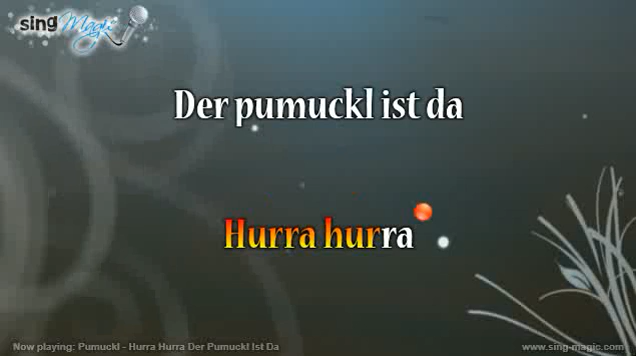 sing Magic
Der pumuckl ist da
Hurra hurra
Now playing: Pumuckl - Hurra Hurra Der Pumuckl Ist Da
www.sing-magic.com